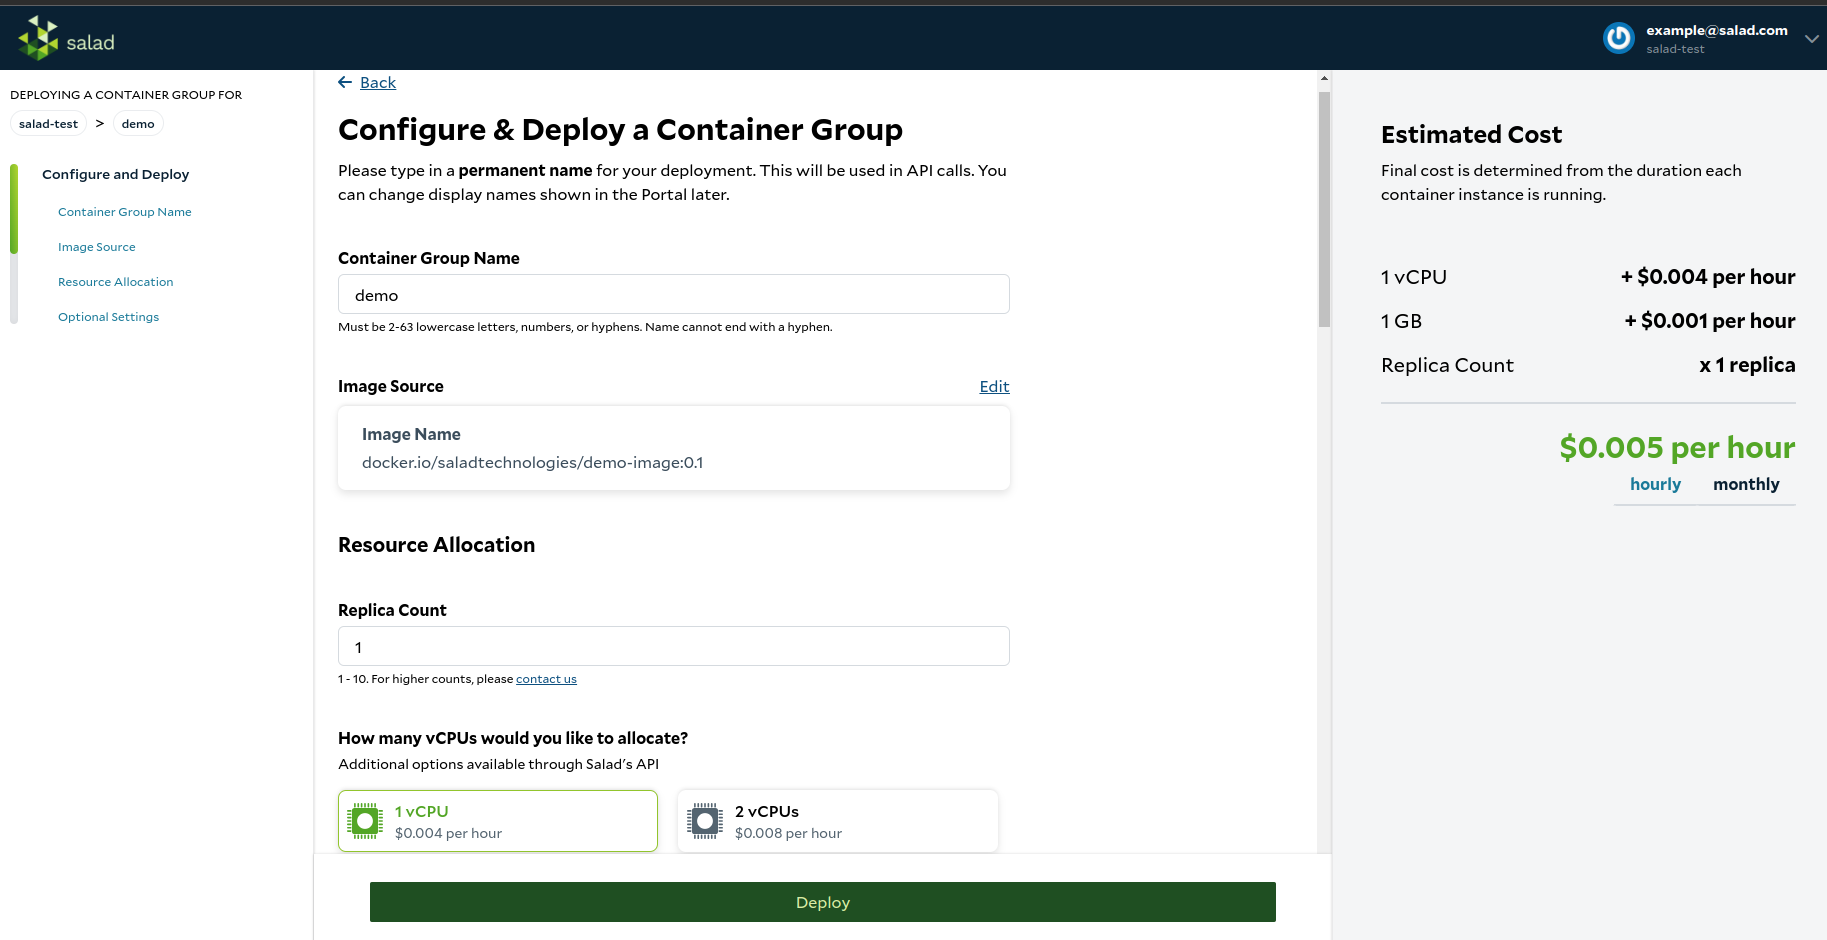 salad
example@salad.com
salad-test
DEPLOYING A CONTAINER GROUP FOR
salad-test > demo
Configure and Deploy
Container Group Name
Image Source
Resource Allocation
Optional Settings
← Back
Configure & Deploy a Container Group
Please type in a permanent name for your deployment. This will be used in API calls. You
can change display names shown in the Portal later.
Container Group Name
demo
Must be 2-63 lowercase letters, numbers, or hyphens. Name cannot end with a hyphen.
Image Source Edit
Image Name
docker.io/saladtechnologies/demo-image:0.1
Resource Allocation
Replica Count
1
1 - 10. For higher counts, please contact us
How many vCPUs would you like to allocate?
Additional options available through Salad's API
1 vCPU
$0.004 per hour
2 vCPUs
$0.008 per hour
Deploy
Estimated Cost
Final cost is determined from the duration each
container instance is running.
1 vCPU + $0.004 per hour
1 GB + $0.001 per hour
Replica Count x 1 replica
$0.005 per hour
hourly monthly